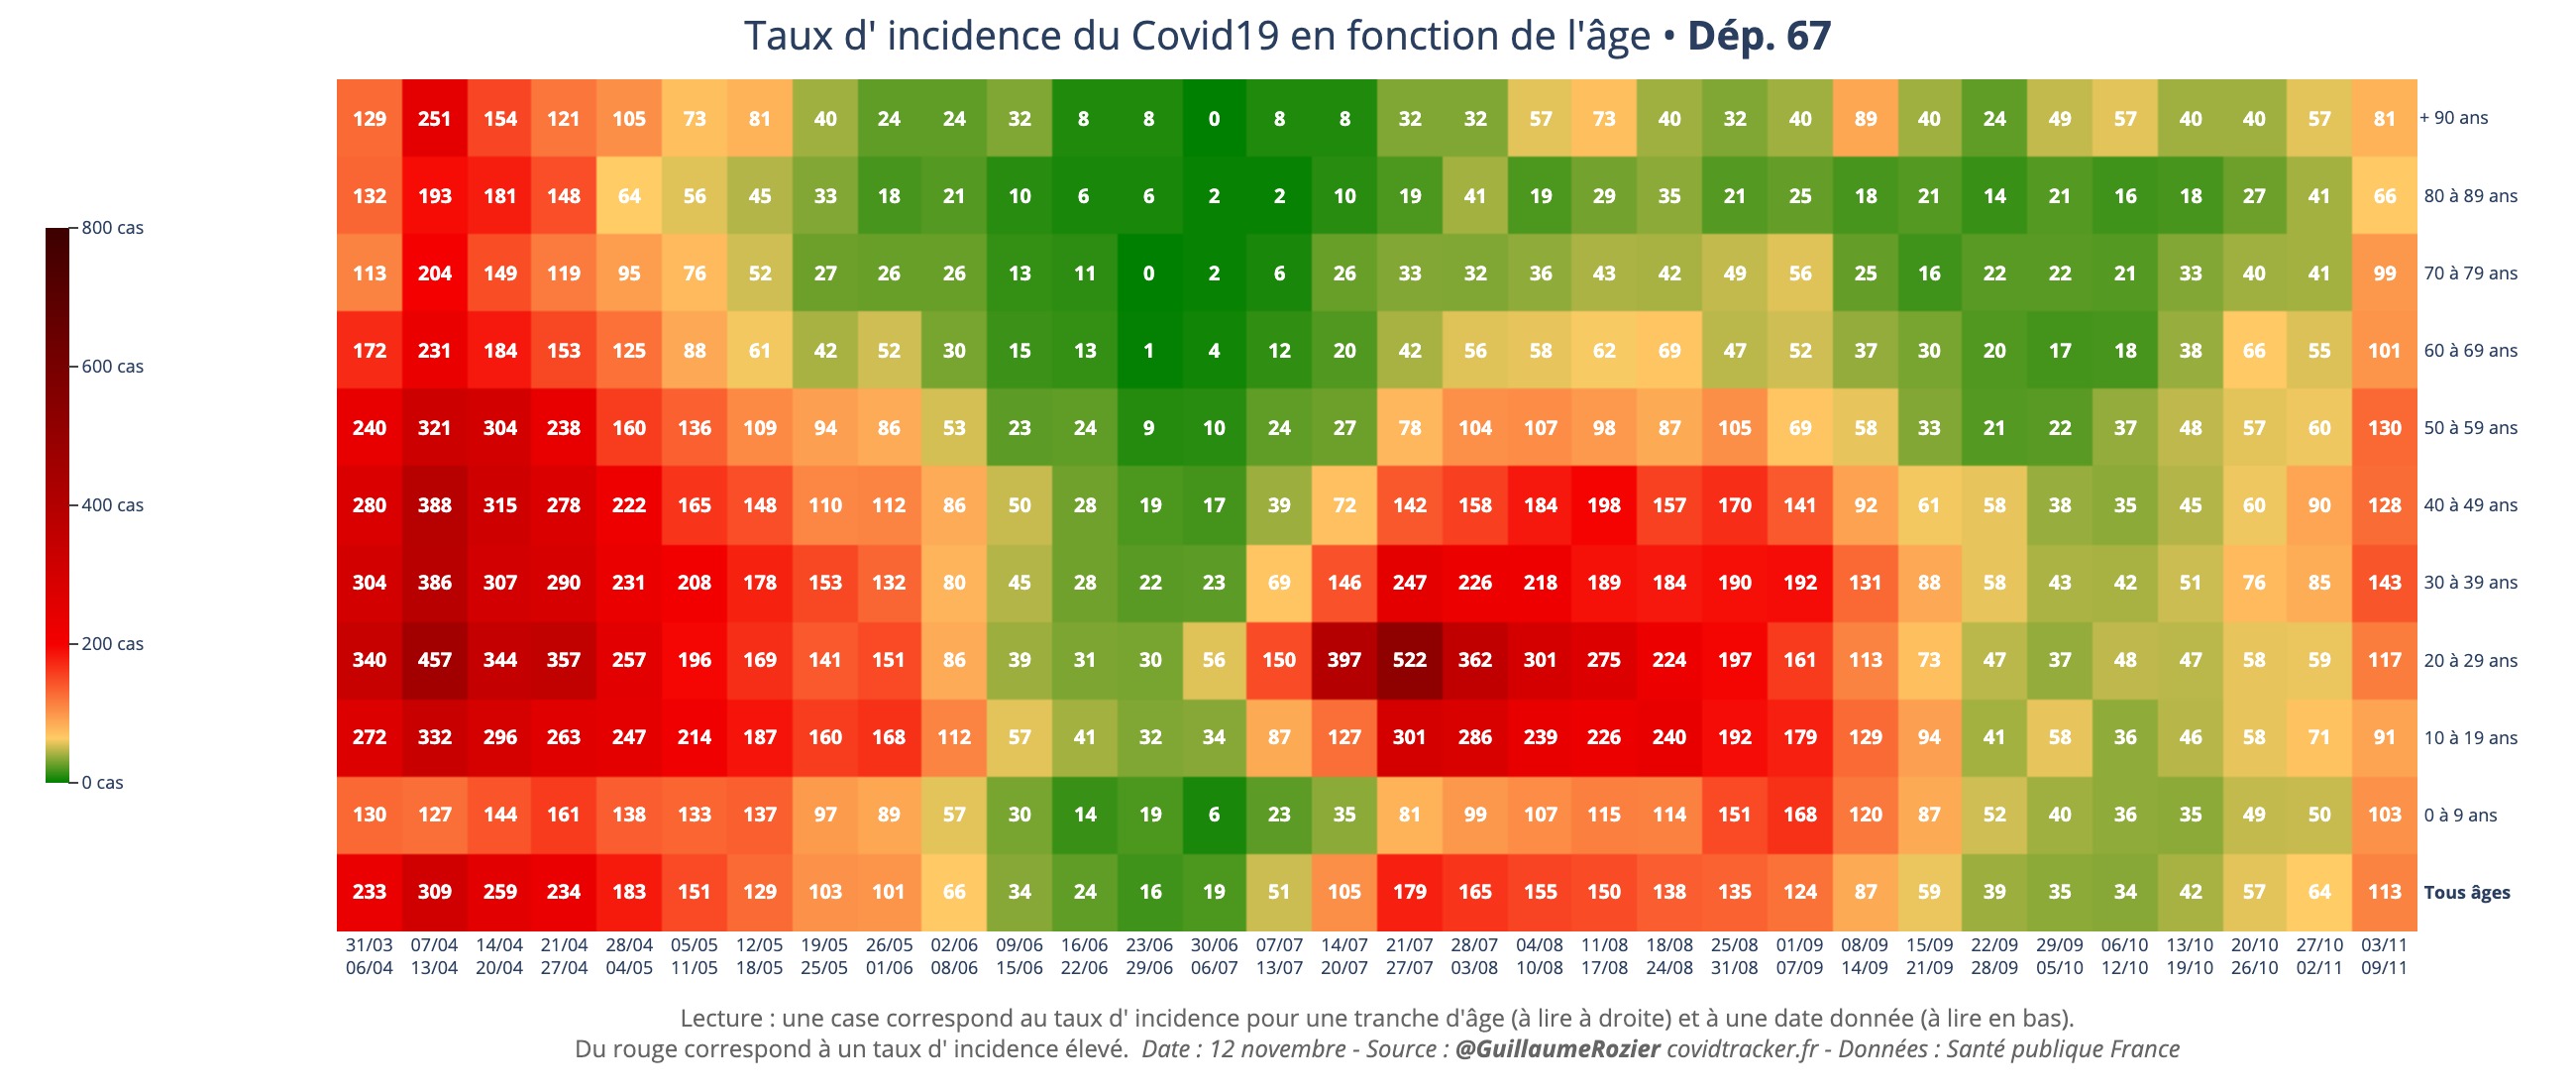 Taux d' incidence du Covid19 en fonction de l'âge • Dép. 67
129 251 154 121 105 73 81 40 24 24 32 8 8 0 8 8 32 32 57 73 40 32 40 89 40 24 49 57 40 40 57 81 + 90 ans
132 193 181 148 64 56 45 33 18 21 10 6 6 2 2 10 19 41 19 29 35 21 25 18 21 14 21 16 18 27 41 66 80 à 89 ans
113 204 149 119 95 76 52 27 26 26 13 11 0 2 6 26 33 32 36 43 42 49 56 25 16 22 22 21 33 40 41 99 70 à 79 ans
172 231 184 153 125 88 61 42 52 30 15 13 1 4 12 20 42 56 58 62 69 47 52 37 30 20 17 18 38 66 55 101 60 à 69 ans
240 321 304 238 160 136 109 94 86 53 23 24 9 10 24 27 78 104 107 98 87 105 69 58 33 21 22 37 48 57 60 130 50 à 59 ans
280 388 315 278 222 165 148 110 112 86 50 28 19 17 39 72 142 158 184 198 157 170 141 92 61 58 38 35 45 60 90 128 40 à 49 ans
304 386 307 290 231 208 178 153 132 80 45 28 22 23 69 146 247 226 218 189 184 190 192 131 88 58 43 42 51 76 85 143 30 à 39 ans
340 457 344 357 257 196 169 141 151 86 39 31 30 56 150 397 522 362 301 275 224 197 161 113 73 47 37 48 47 58 59 117 20 à 29 ans
272 332 296 263 247 214 187 160 168 112 57 41 32 34 87 127 301 286 239 226 240 192 179 129 94 41 58 36 46 58 71 91 10 à 19 ans
130 127 144 161 138 133 137 97 89 57 30 14 19 6 23 35 81 99 107 115 114 151 168 120 87 52 40 36 35 49 50 103 0 à 9 ans
233 309 259 234 183 151 129 103 101 66 34 24 16 19 51 105 179 165 155 150 138 135 124 87 59 39 35 34 42 57 64 113 Tous âges
800 cas
600 cas
400 cas
200 cas
0 cas
31/03 07/04 14/04 21/04 28/04 05/05 12/05 19/05 26/05 02/06 09/06 16/06 23/06 30/06 07/07 14/07 21/07 28/07 04/08 11/08 18/08 25/08 01/09 08/09 15/09 22/09 29/09 06/10 13/10 20/10 27/10 03/11
06/04 13/04 20/04 27/04 04/05 11/05 18/05 25/05 01/06 08/06 15/06 22/06 29/06 06/07 13/07 20/07 27/07 03/08 10/08 17/08 24/08 31/08 07/09 14/09 21/09 28/09 05/10 12/10 19/10 26/10 02/11 09/11
Lecture : une case correspond au taux d' incidence pour une tranche d'âge (à lire à droite) et à une date donnée (à lire en bas).
Du rouge correspond à un taux d' incidence élevé. Date : 12 novembre - Source : @GuillaumeRozier covidtracker.fr - Données : Santé publique France